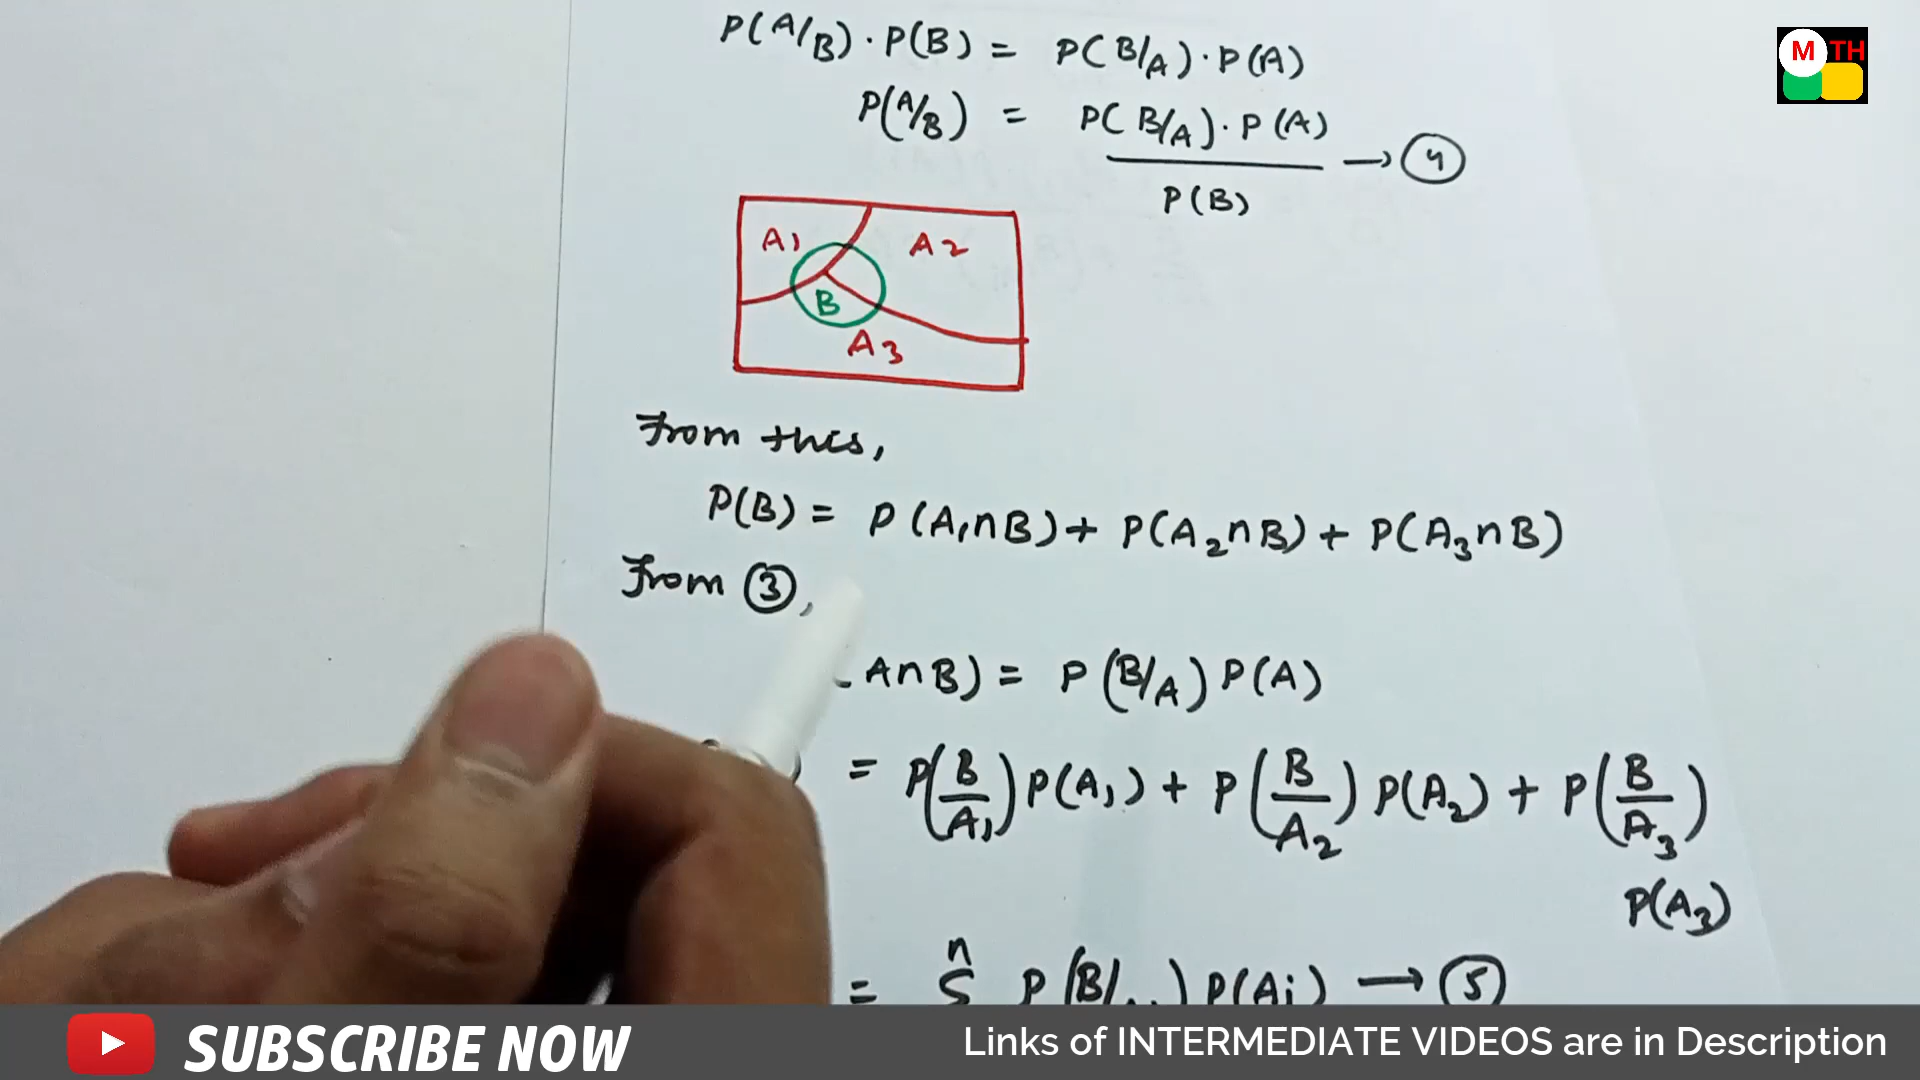 P(A/B) · P(B) = P(B/A) · P(A)
P(A/B) = P(B/A) · P(A) → 4
P(B)
M TH
A1
A2
B
A3
From this,
P(B) = P(A1∩B) + P(A2∩B) + P(A3∩B)
From 3,
A∩B) = P(B/A) P(A)
= P(B/A1) P(A1) + P(B/A2) P(A2) + P(B/A3)
P(A3)
n
= P(B/ ) P(Ai) → 5
SUBSCRIBE NOW
Links of INTERMEDIATE VIDEOS are in Description